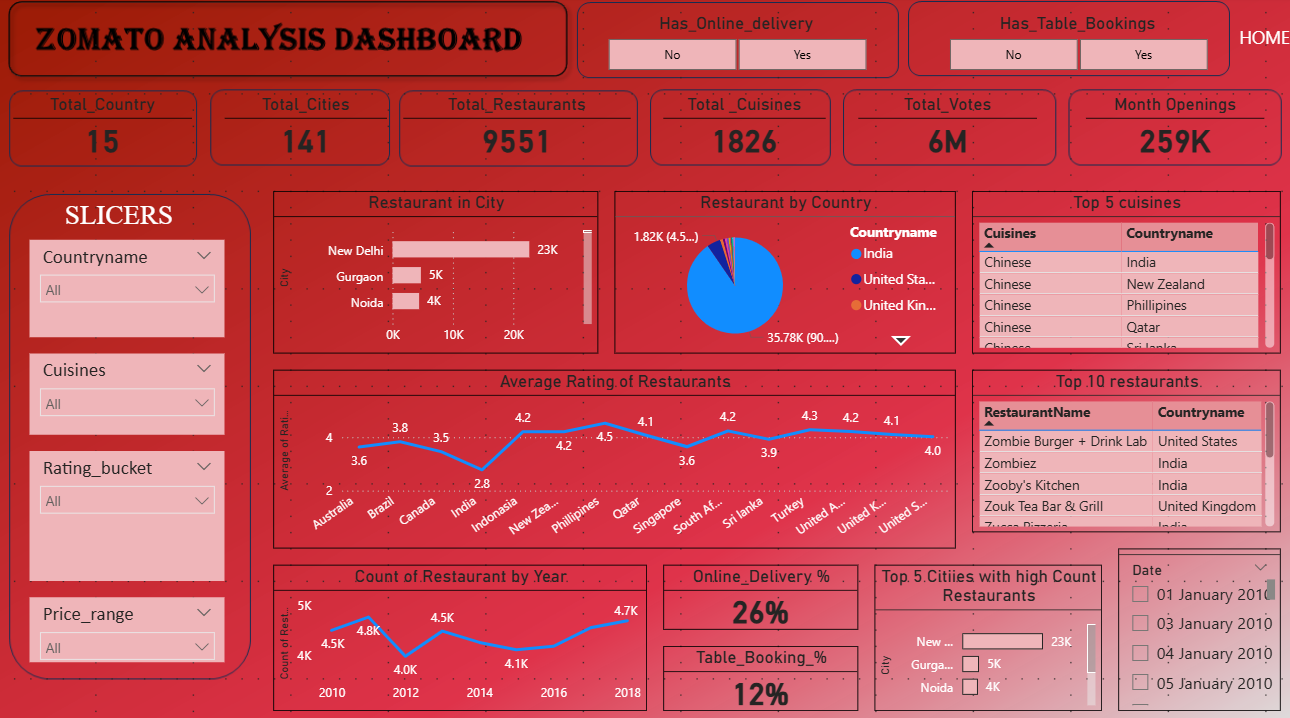 ZOMATO ANALYSIS DASHBOARD
Has_Online_delivery
No
Yes
Has_Table_Bookings
No
Yes
HOME
Total_Country
15
Total_Cities
141
Total_Restaurants
9551
Total _Cuisines
1826
Total_Votes
6M
Month Openings
259K
SLICERS
Countryname
All
Cuisines
All
Rating_bucket
All
Price_range
All
Restaurant in City
City
New Delhi
23K
Gurgaon
5K
Noida
4K
0K 10K 20K
Restaurant by Country
1.82K (4.5...)
35.78K (90....)
Countryname
India
United Sta...
United Kin...
Top 5 cuisines
Cuisines Countryname
Chinese India
Chinese New Zealand
Chinese Phillipines
Chinese Qatar
Chinese Sri lanka
Average Rating of Restaurants
Average of Rati...
4
2
3.6
3.8
3.5
2.8
4.2
4.2
4.5
4.1
3.6
4.2
3.9
4.3
4.2
4.1
4.0
Australia
Brazil
Canada
India
Indonasia
New Zea...
Phillipines
Qatar
Singapore
South Af...
Sri lanka
Turkey
United A...
United K...
United S...
Top 10 restaurants
RestaurantName Countryname
Zombie Burger + Drink Lab United States
Zombiez India
Zooby's Kitchen India
Zouk Tea Bar & Grill United Kingdom
Zucca Pizzeria India
Count of Restaurant by Year
Count of Rest...
5K
4K
4.5K
4.8K
4.0K
4.5K
4.1K
4.7K
2010 2012 2014 2016 2018
Online_Delivery %
26%
Table_Booking_%
12%
Top 5 Citiies with high Count
Restaurants
City
New ...
23K
Gurga...
5K
Noida
4K
Date
01 January 2010
03 January 2010
04 January 2010
05 January 2010